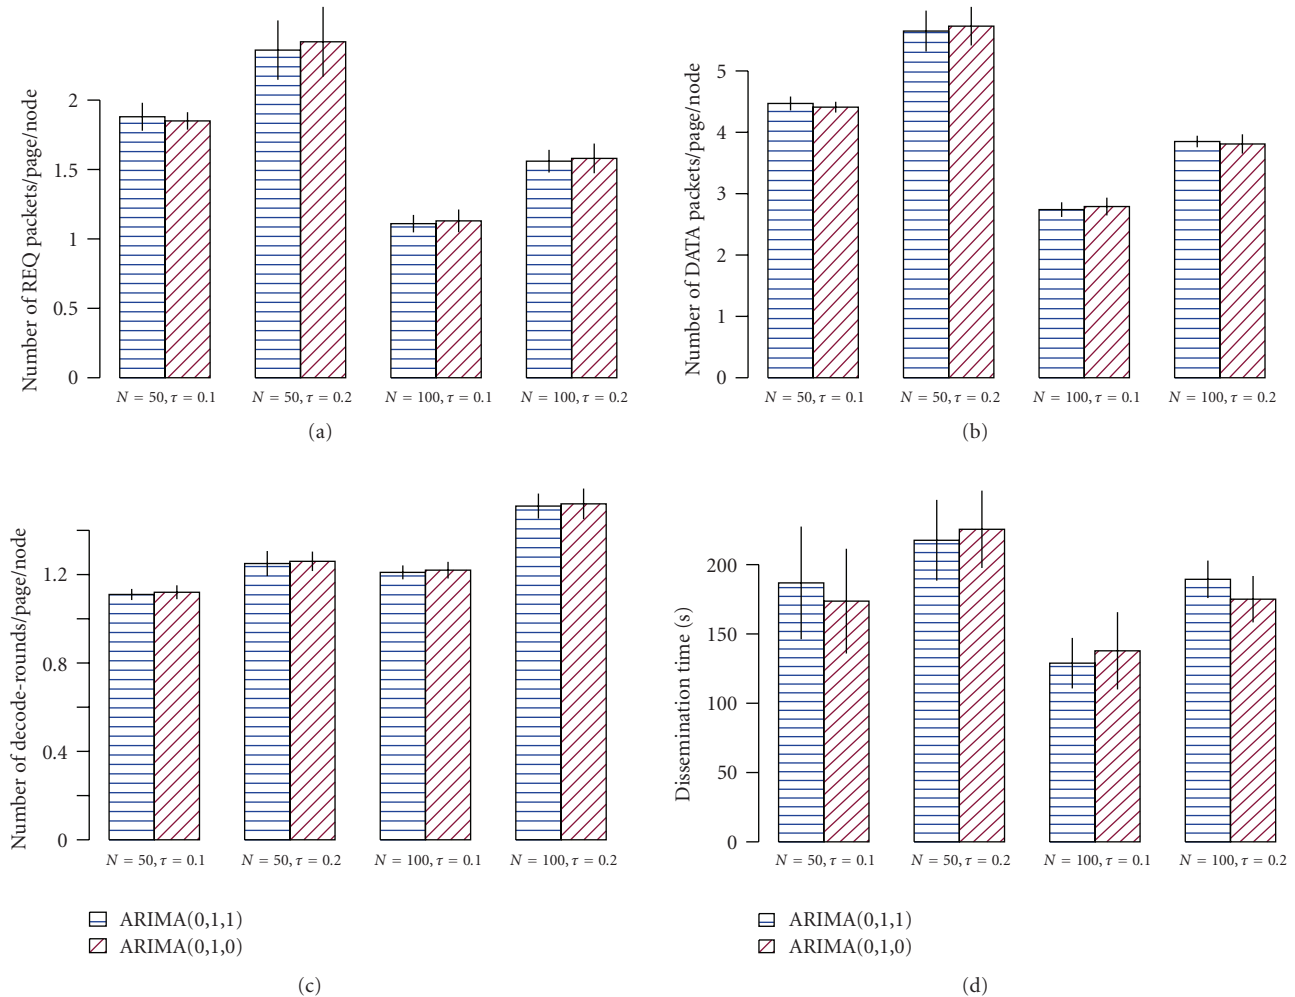 Number of REQ packets/page/node
2
1.5
1
0.5
0
N = 50, τ = 0.1
N = 50, τ = 0.2
N = 100, τ = 0.1
N = 100, τ = 0.2
(a)
Number of DATA packets/page/node
5
4
3
2
1
0
N = 50, τ = 0.1
N = 50, τ = 0.2
N = 100, τ = 0.1
N = 100, τ = 0.2
(b)
Number of decode-rounds/page/node
1.2
0.8
0.4
0
N = 50, τ = 0.1
N = 50, τ = 0.2
N = 100, τ = 0.1
N = 100, τ = 0.2
ARIMA(0,1,1)
ARIMA(0,1,0)
(c)
Dissemination time (s)
200
150
100
50
0
N = 50, τ = 0.1
N = 50, τ = 0.2
N = 100, τ = 0.1
N = 100, τ = 0.2
ARIMA(0,1,1)
ARIMA(0,1,0)
(d)